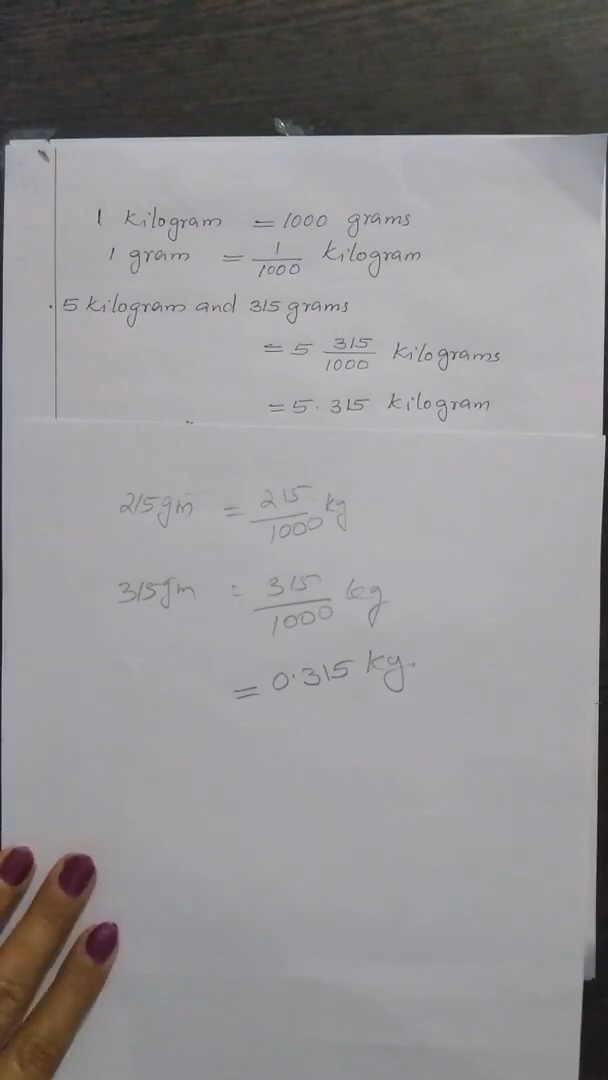 1 kilogram = 1000 grams
1 gram = 1/1000 kilogram
. 5 kilogram and 315 grams
= 5 315/1000 kilograms
= 5.315 kilogram
215gm = 215/1000 kg
315gm = 315/1000 kg
= 0.315 kg.